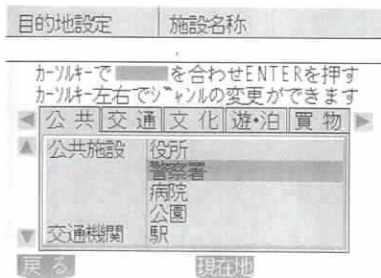 目的地設定 施設名称
カーソルキーで を合わせENTERを押す
カーソルキー左右でジャンルの変更ができます
公共 交通 文化 遊・泊 買物
公共施設 役所
警察署
病院
公園
交通機関 駅
戻る 現在地